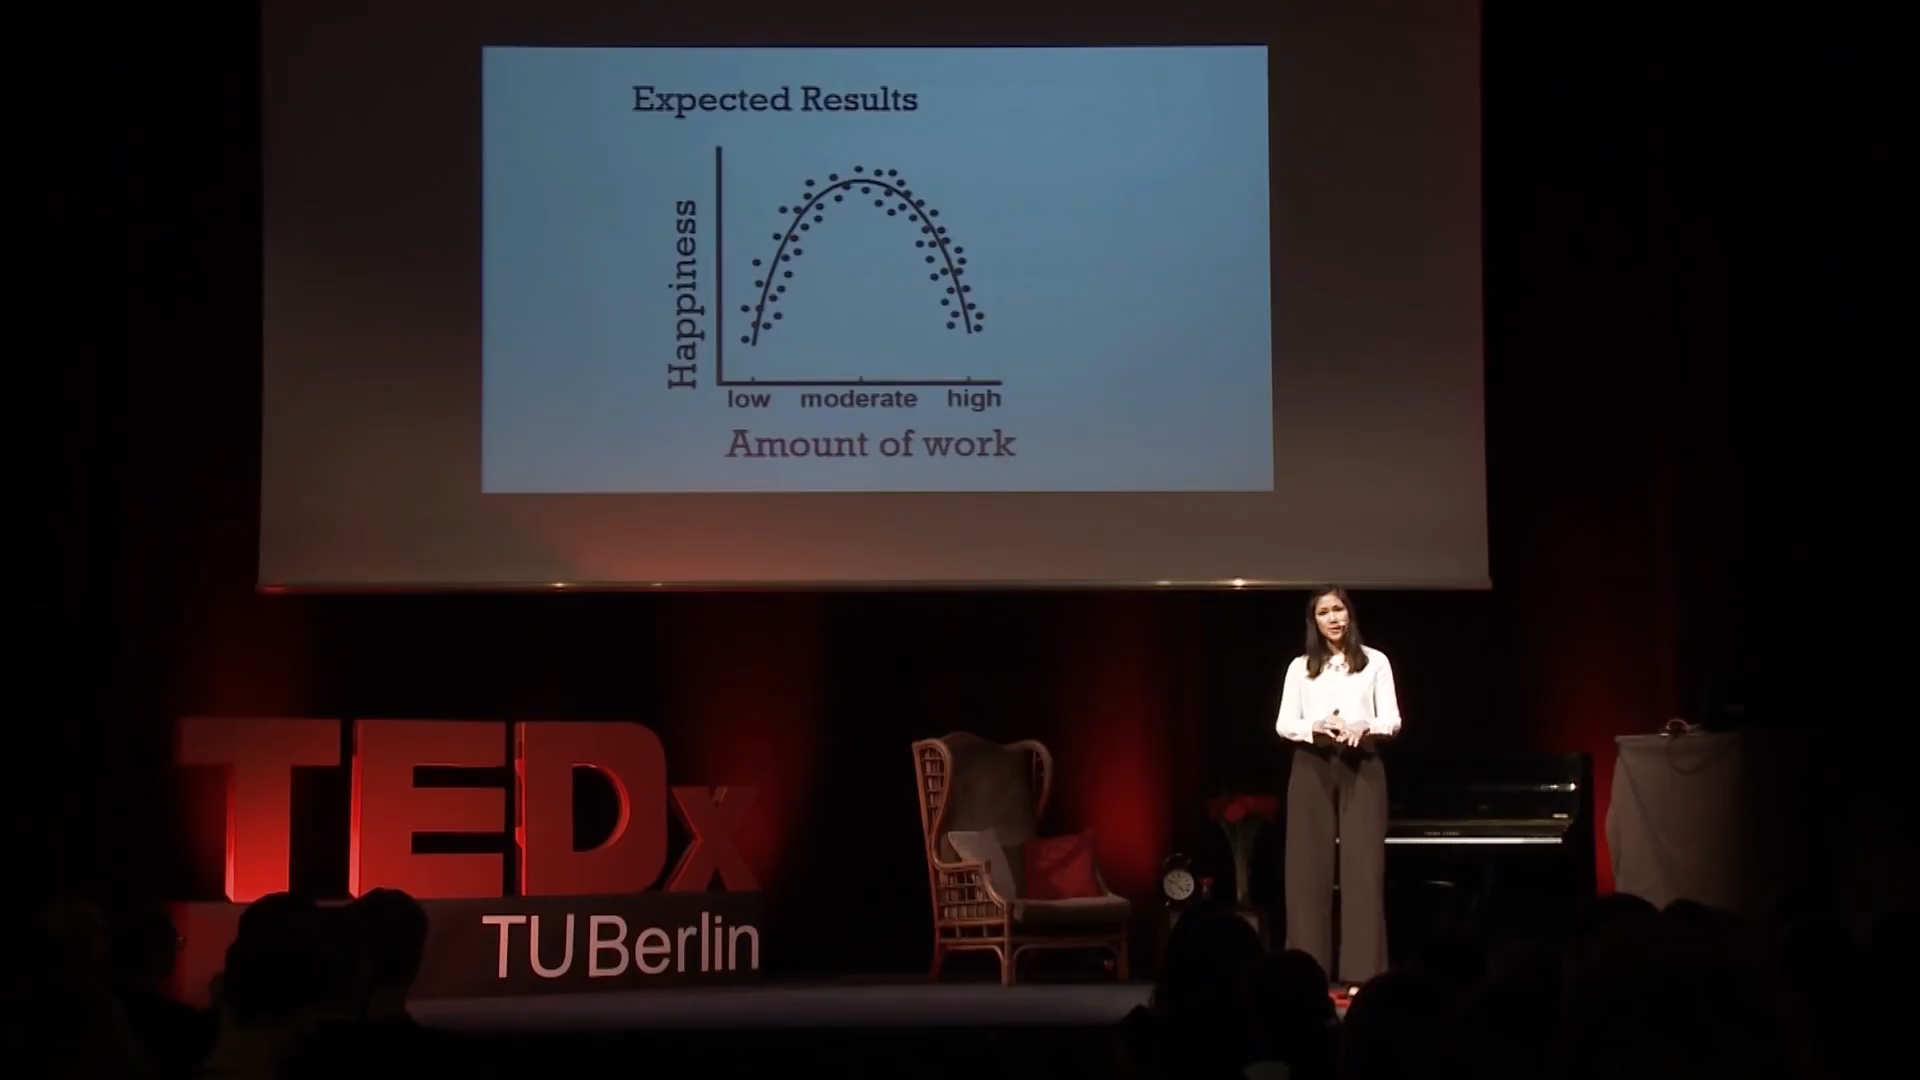 Expected Results
Happiness
low moderate high
Amount of work
TEDx
TU Berlin